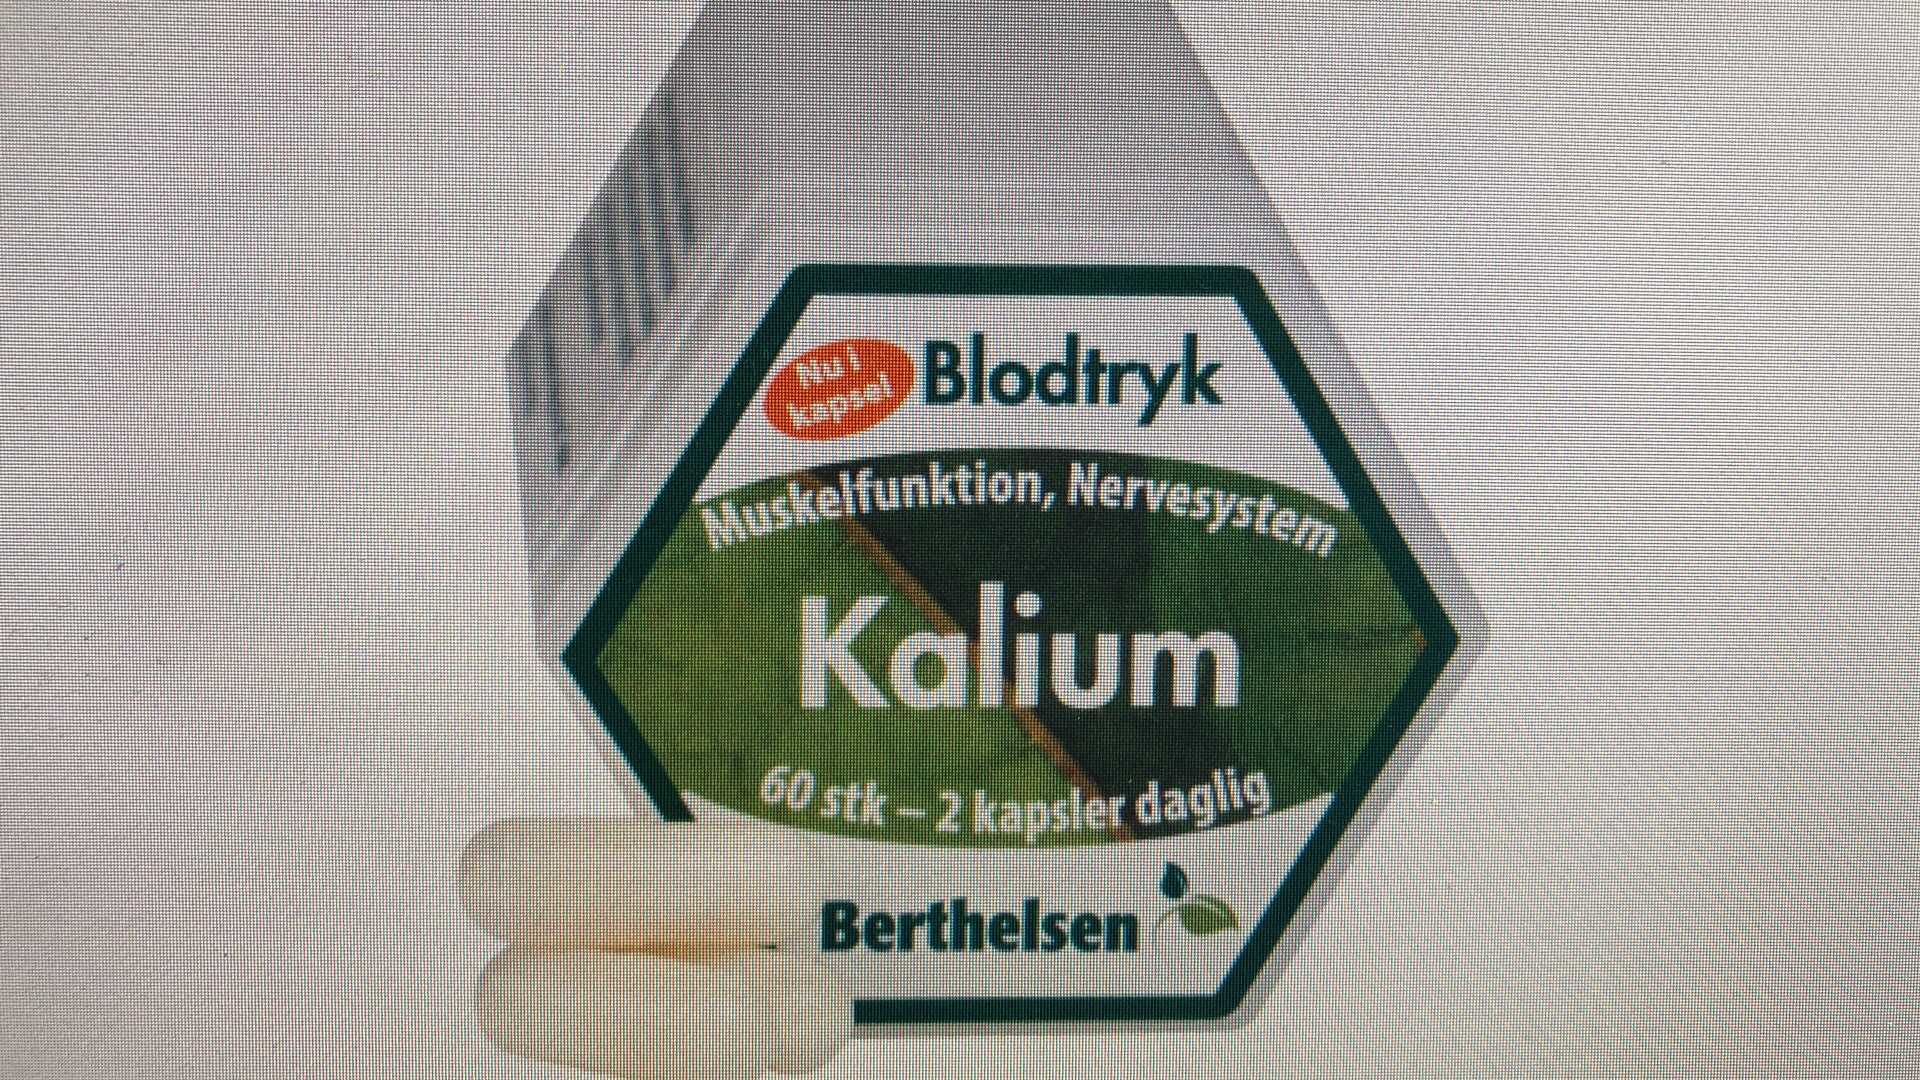 Nu i
kapsel
Blodtryk
Muskelfunktion, Nervesystem
Kalium
60 stk – 2 kapsler daglig
Berthelsen